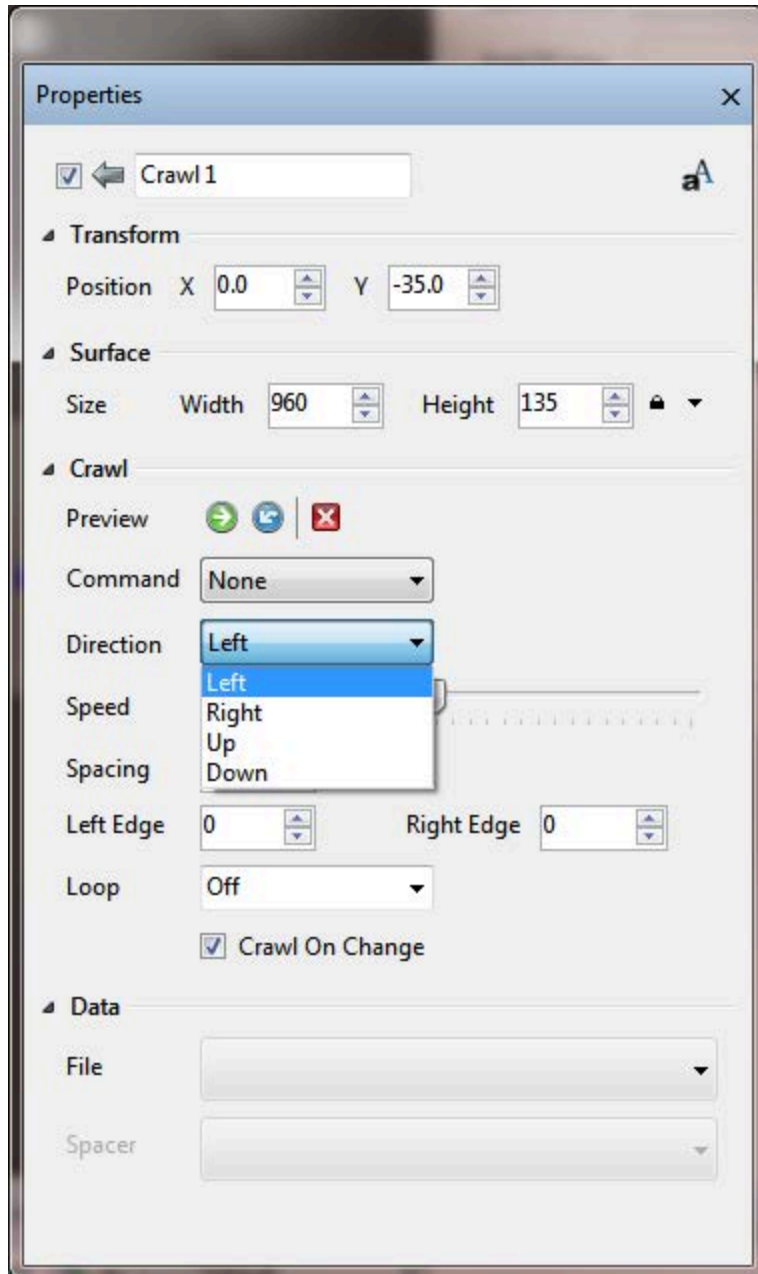 Properties
Crawl 1
aA
Transform
Position X 0.0 Y -35.0
Surface
Size Width 960 Height 135
Crawl
Preview
Command None
Direction Left
Left
Right
Up
Down
Speed
Spacing
Left Edge 0 Right Edge 0
Loop Off
Crawl On Change
Data
File
Spacer